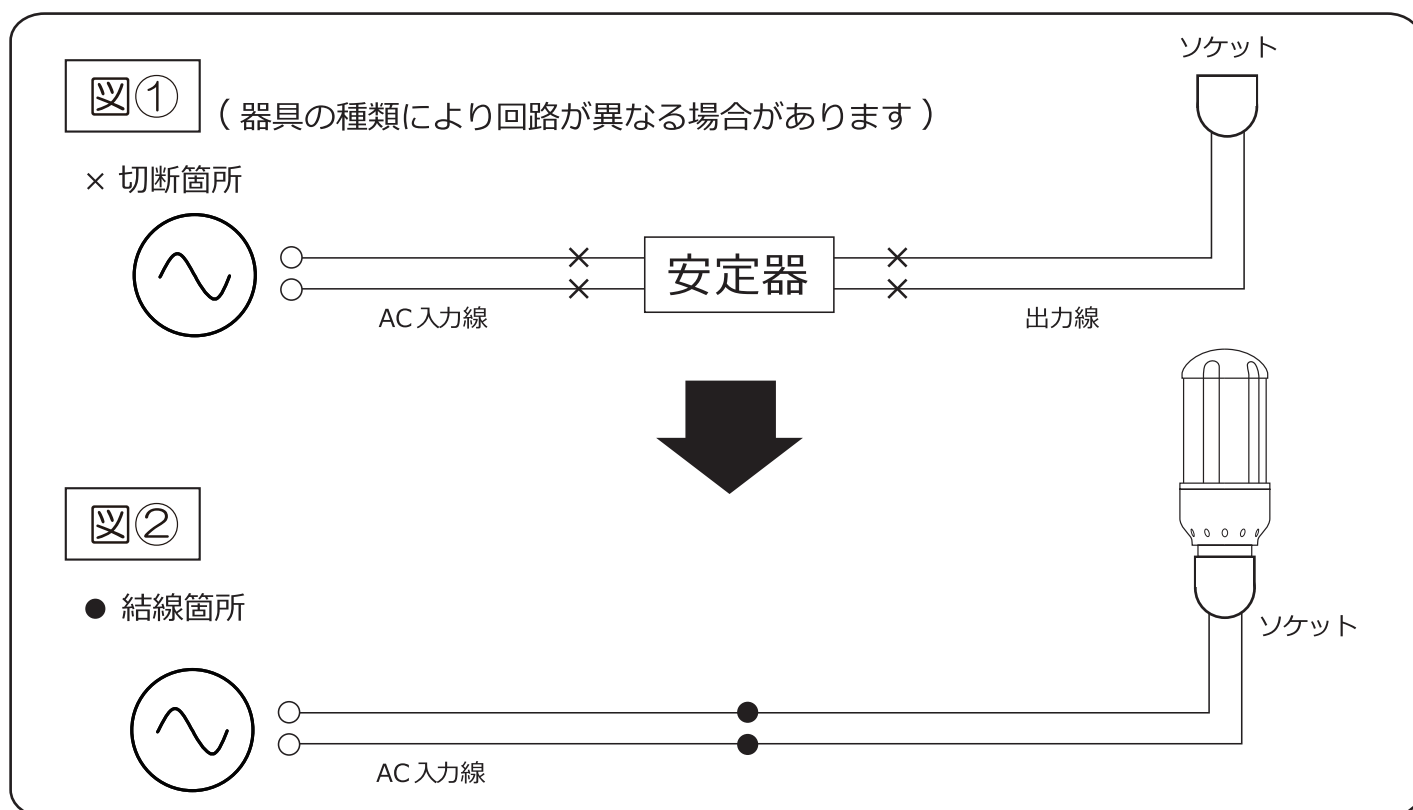 ソケット
図①
( 器具の種類により回路が異なる場合があります )
× 切断箇所
安定器
AC入力線
出力線
図②
● 結線箇所
ソケット
AC入力線